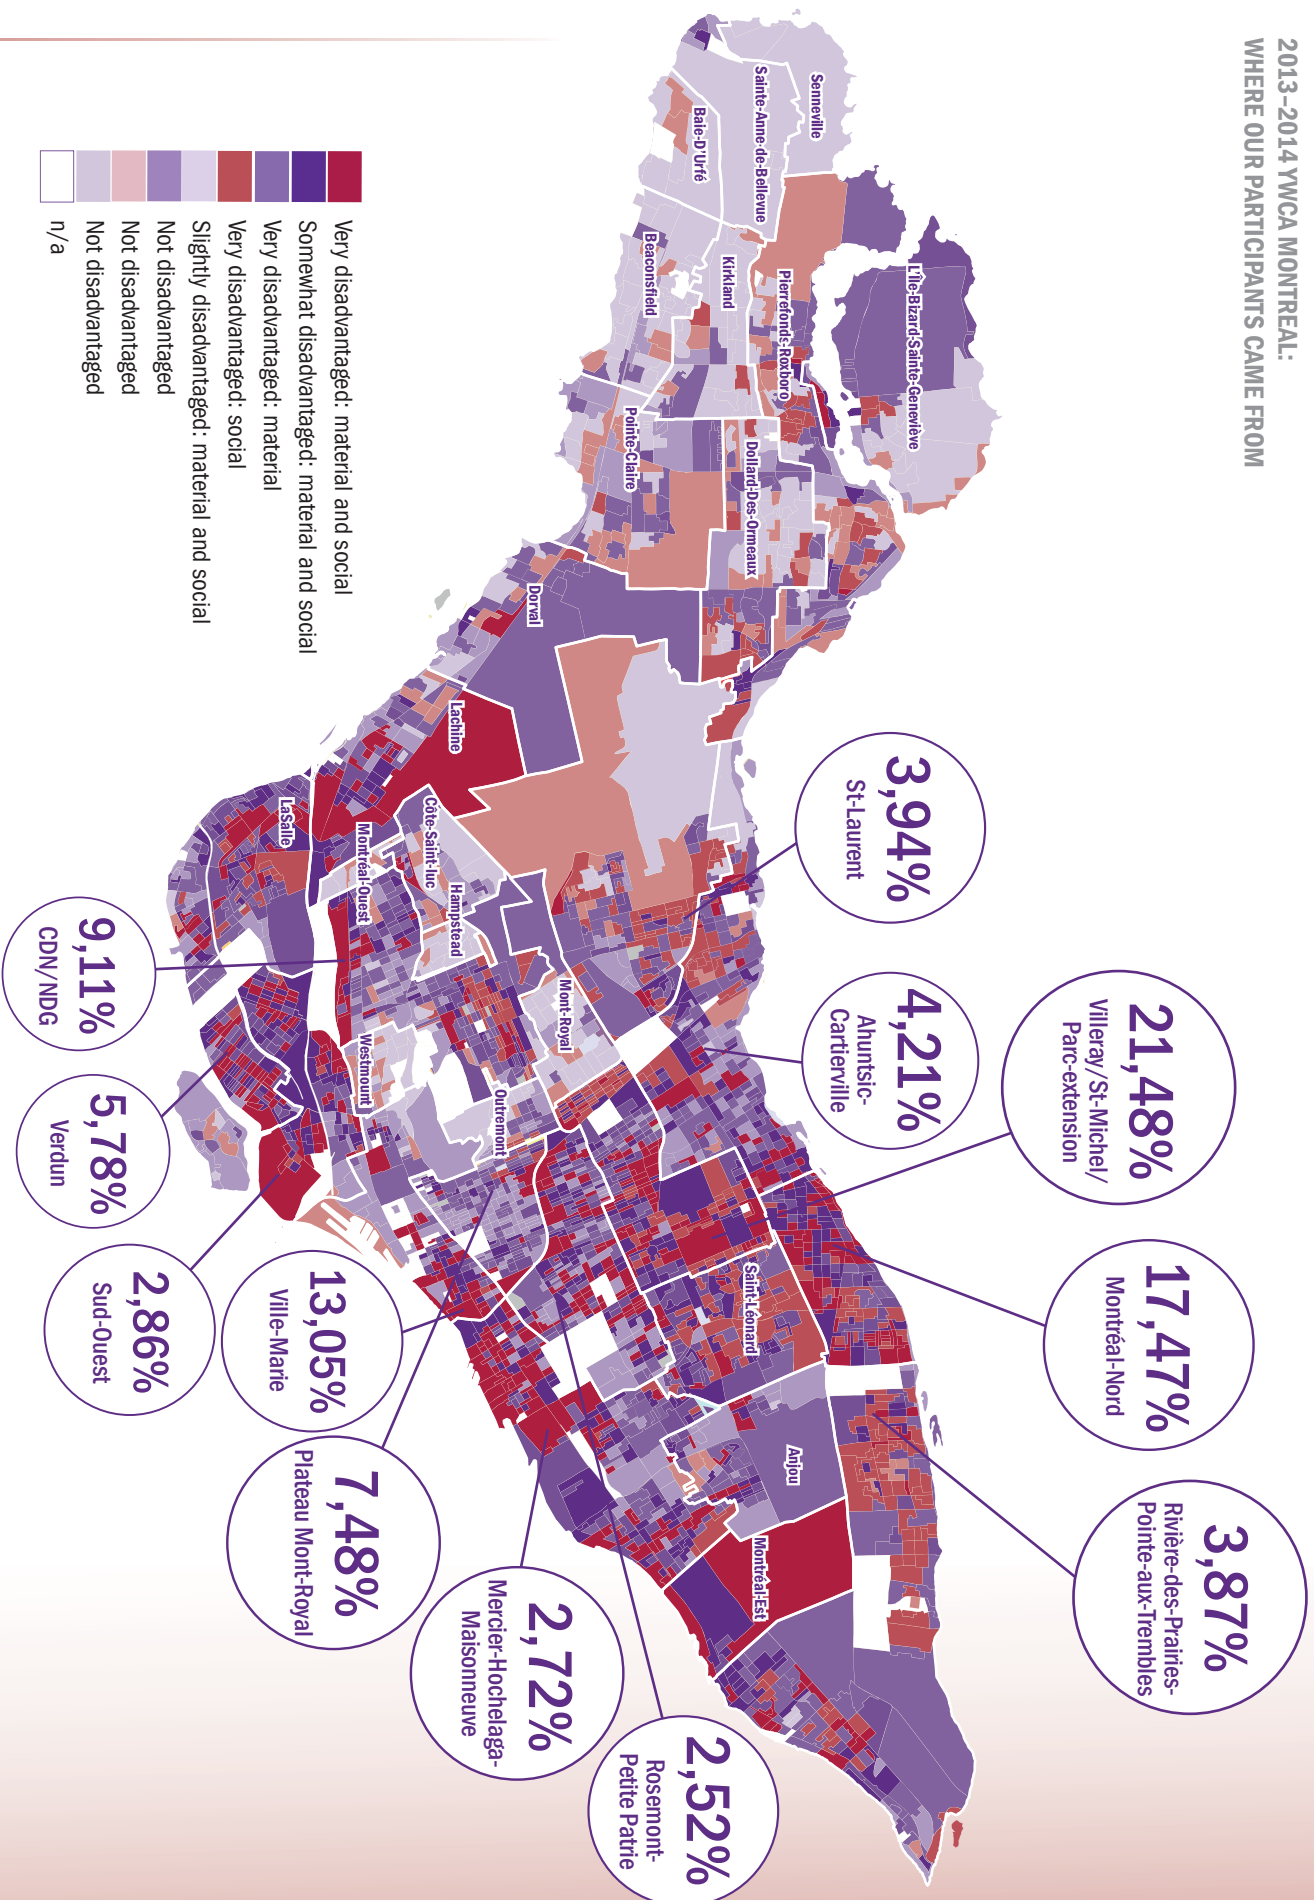 2013–2014 YWCA MONTREAL:
WHERE OUR PARTICIPANTS CAME FROM
3,94%
St-Laurent
4,21%
Ahuntsic-
Cartierville
21,48%
Villeray/St-Michel/
Parc-extension
17,47%
Montréal-Nord
3,87%
Rivière-des-Prairies-
Pointe-aux-Trembles
Senneville
Sainte-Anne-de-Bellevue
Baie-D'Urfé
L'Île-Bizard-Sainte-Geneviève
Pierrefonds-Roxboro
Kirkland
Beaconsfield
Dollard-Des-Ormeaux
Pointe-Claire
Dorval
Lachine
Côte-Saint-luc
Hampstead
Montréal-Ouest
LaSalle
Mont-Royal
Outremont
Westmount
Saint-Léonard
Anjou
Montréal-Est
9,11%
CDN/NDG
5,78%
Verdun
2,86%
Sud-Ouest
13,05%
Ville-Marie
7,48%
Plateau Mont-Royal
2,72%
Mercier-Hochelaga-
Maisonneuve
2,52%
Rosemont-
Petite Patrie
Very disadvantaged: material and social
Somewhat disadvantaged: material and social
Very disadvantaged: material
Very disadvantaged: social
Slightly disadvantaged: material and social
Not disadvantaged
Not disadvantaged
Not disadvantaged
n/a